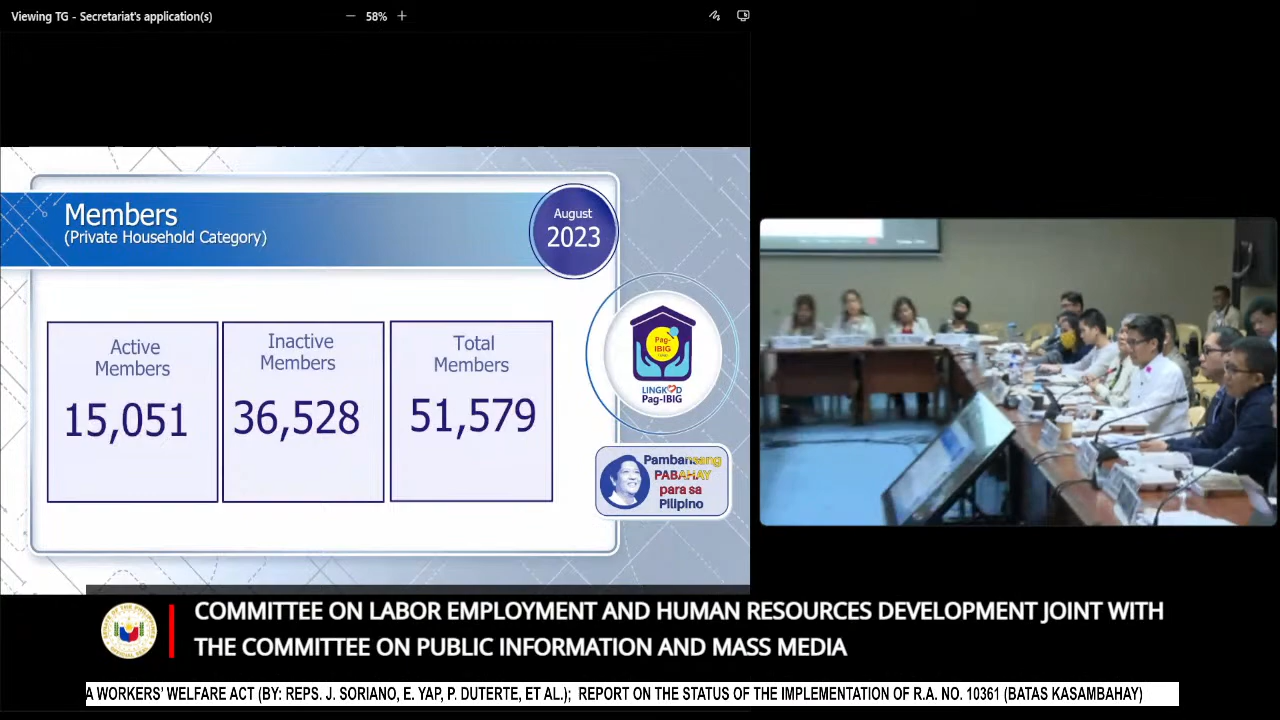 Viewing TG - Secretariat's application(s)
58%
Members
(Private Household Category)
August
2023
Active
Members
15,051
Inactive
Members
36,528
Total
Members
51,579
Pag-
IBIG
LINGKOD
Pag-IBIG
Pambansang
PABAHAY
para sa
Pilipino
COMMITTEE ON LABOR EMPLOYMENT AND HUMAN RESOURCES DEVELOPMENT JOINT WITH
THE COMMITTEE ON PUBLIC INFORMATION AND MASS MEDIA
A WORKERS' WELFARE ACT (BY: REPS. J. SORIANO, E. YAP, P. DUTERTE, ET AL.); REPORT ON THE STATUS OF THE IMPLEMENTATION OF R.A. NO. 10361 (BATAS KASAMBAHAY)